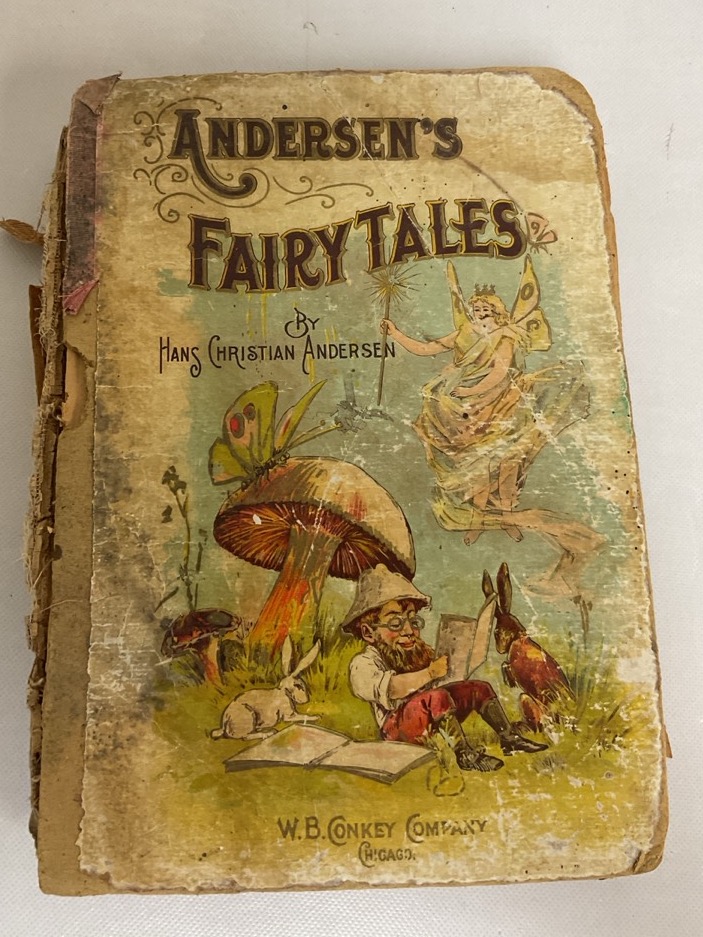 ANDERSEN'S
FAIRY TALES
BY
HANS CHRISTIAN ANDERSEN
W. B. CONKEY COMPANY
CHICAGO.